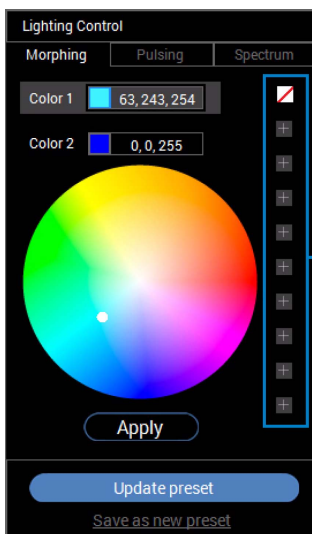 Lighting Control
Morphing Pulsing Spectrum
Color 1 63, 243, 254
Color 2 0, 0, 255
Apply
Update preset
Save as new preset